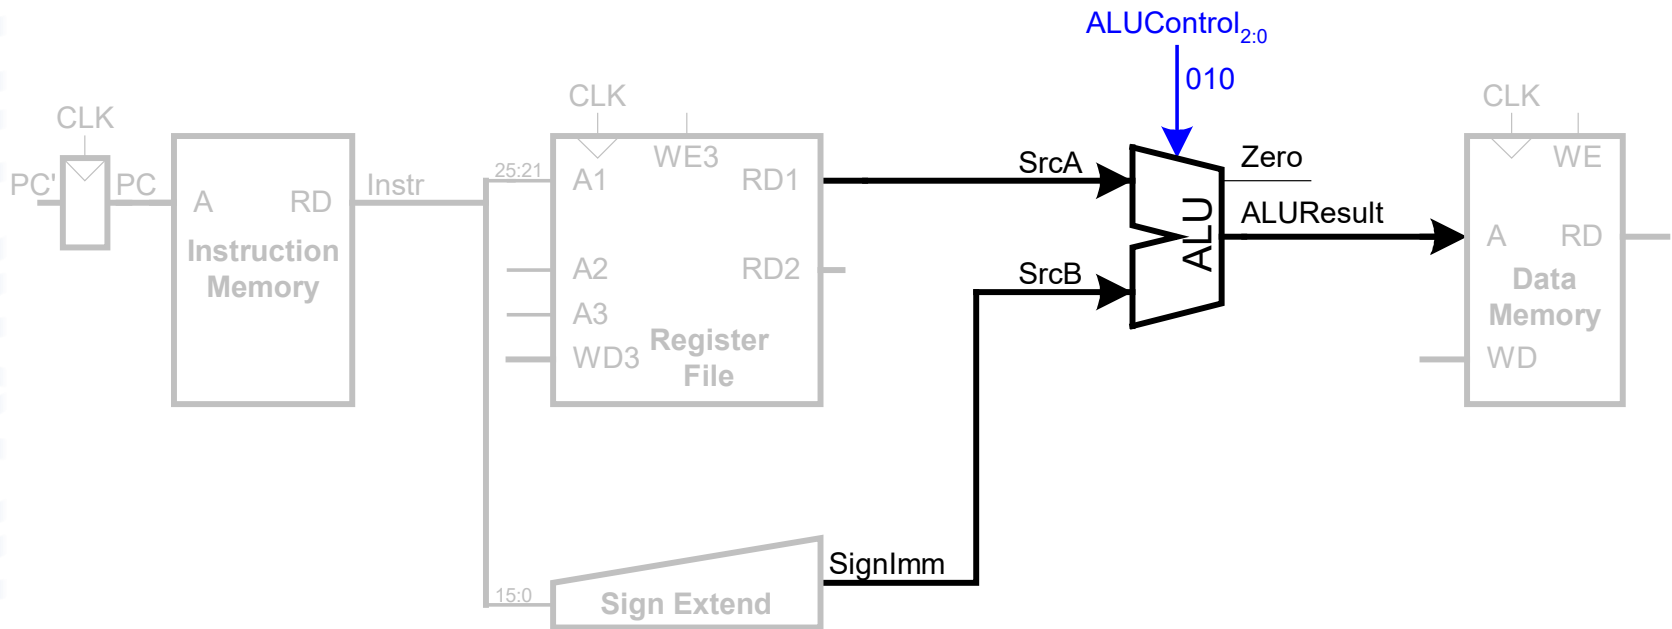 ALUControl2:0
010
CLK
CLK
CLK
PC'
PC
A
RD
Instruction
Memory
Instr
25:21
A1
WE3
RD1
A2
RD2
A3
WD3
Register
File
SrcA
SrcB
ALU
Zero
ALUResult
WE
A
RD
Data
Memory
WD
15:0
Sign Extend
SignImm